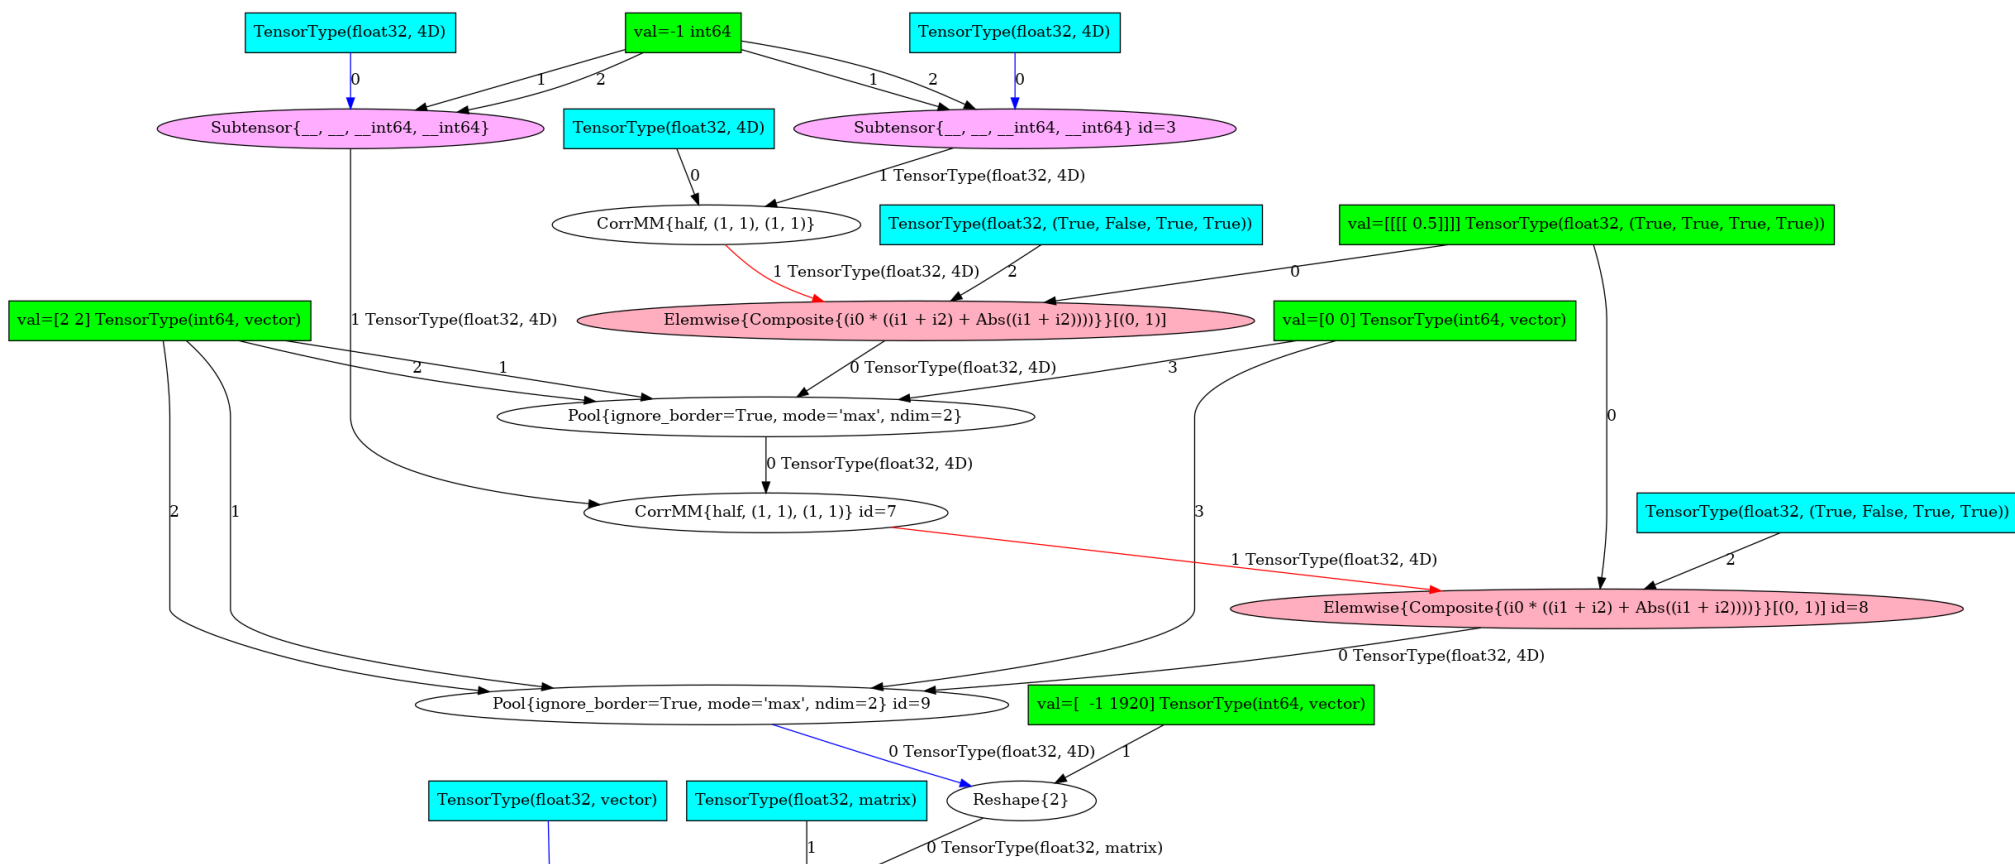 TensorType(float32, 4D)
val=-1 int64
TensorType(float32, 4D)
0
1
2
1
2
0
Subtensor{__, __, __int64, __int64}
TensorType(float32, 4D)
Subtensor{__, __, __int64, __int64} id=3
0
1 TensorType(float32, 4D)
CorrMM{half, (1, 1), (1, 1)}
TensorType(float32, (True, False, True, True))
val=[[[[ 0.5]]]] TensorType(float32, (True, True, True, True))
1 TensorType(float32, 4D)
2
0
val=[2 2] TensorType(int64, vector)
1 TensorType(float32, 4D)
Elemwise{Composite{(i0 * ((i1 + i2) + Abs((i1 + i2))))}}[(0, 1)]
val=[0 0] TensorType(int64, vector)
2
1
0 TensorType(float32, 4D)
3
Pool{ignore_border=True, mode='max', ndim=2}
0
0 TensorType(float32, 4D)
2
1
CorrMM{half, (1, 1), (1, 1)} id=7
3
TensorType(float32, (True, False, True, True))
1 TensorType(float32, 4D)
2
Elemwise{Composite{(i0 * ((i1 + i2) + Abs((i1 + i2))))}}[(0, 1)] id=8
0 TensorType(float32, 4D)
Pool{ignore_border=True, mode='max', ndim=2} id=9
val=[  -1 1920] TensorType(int64, vector)
0 TensorType(float32, 4D)
1
TensorType(float32, vector)
TensorType(float32, matrix)
Reshape{2}
1
0 TensorType(float32, matrix)